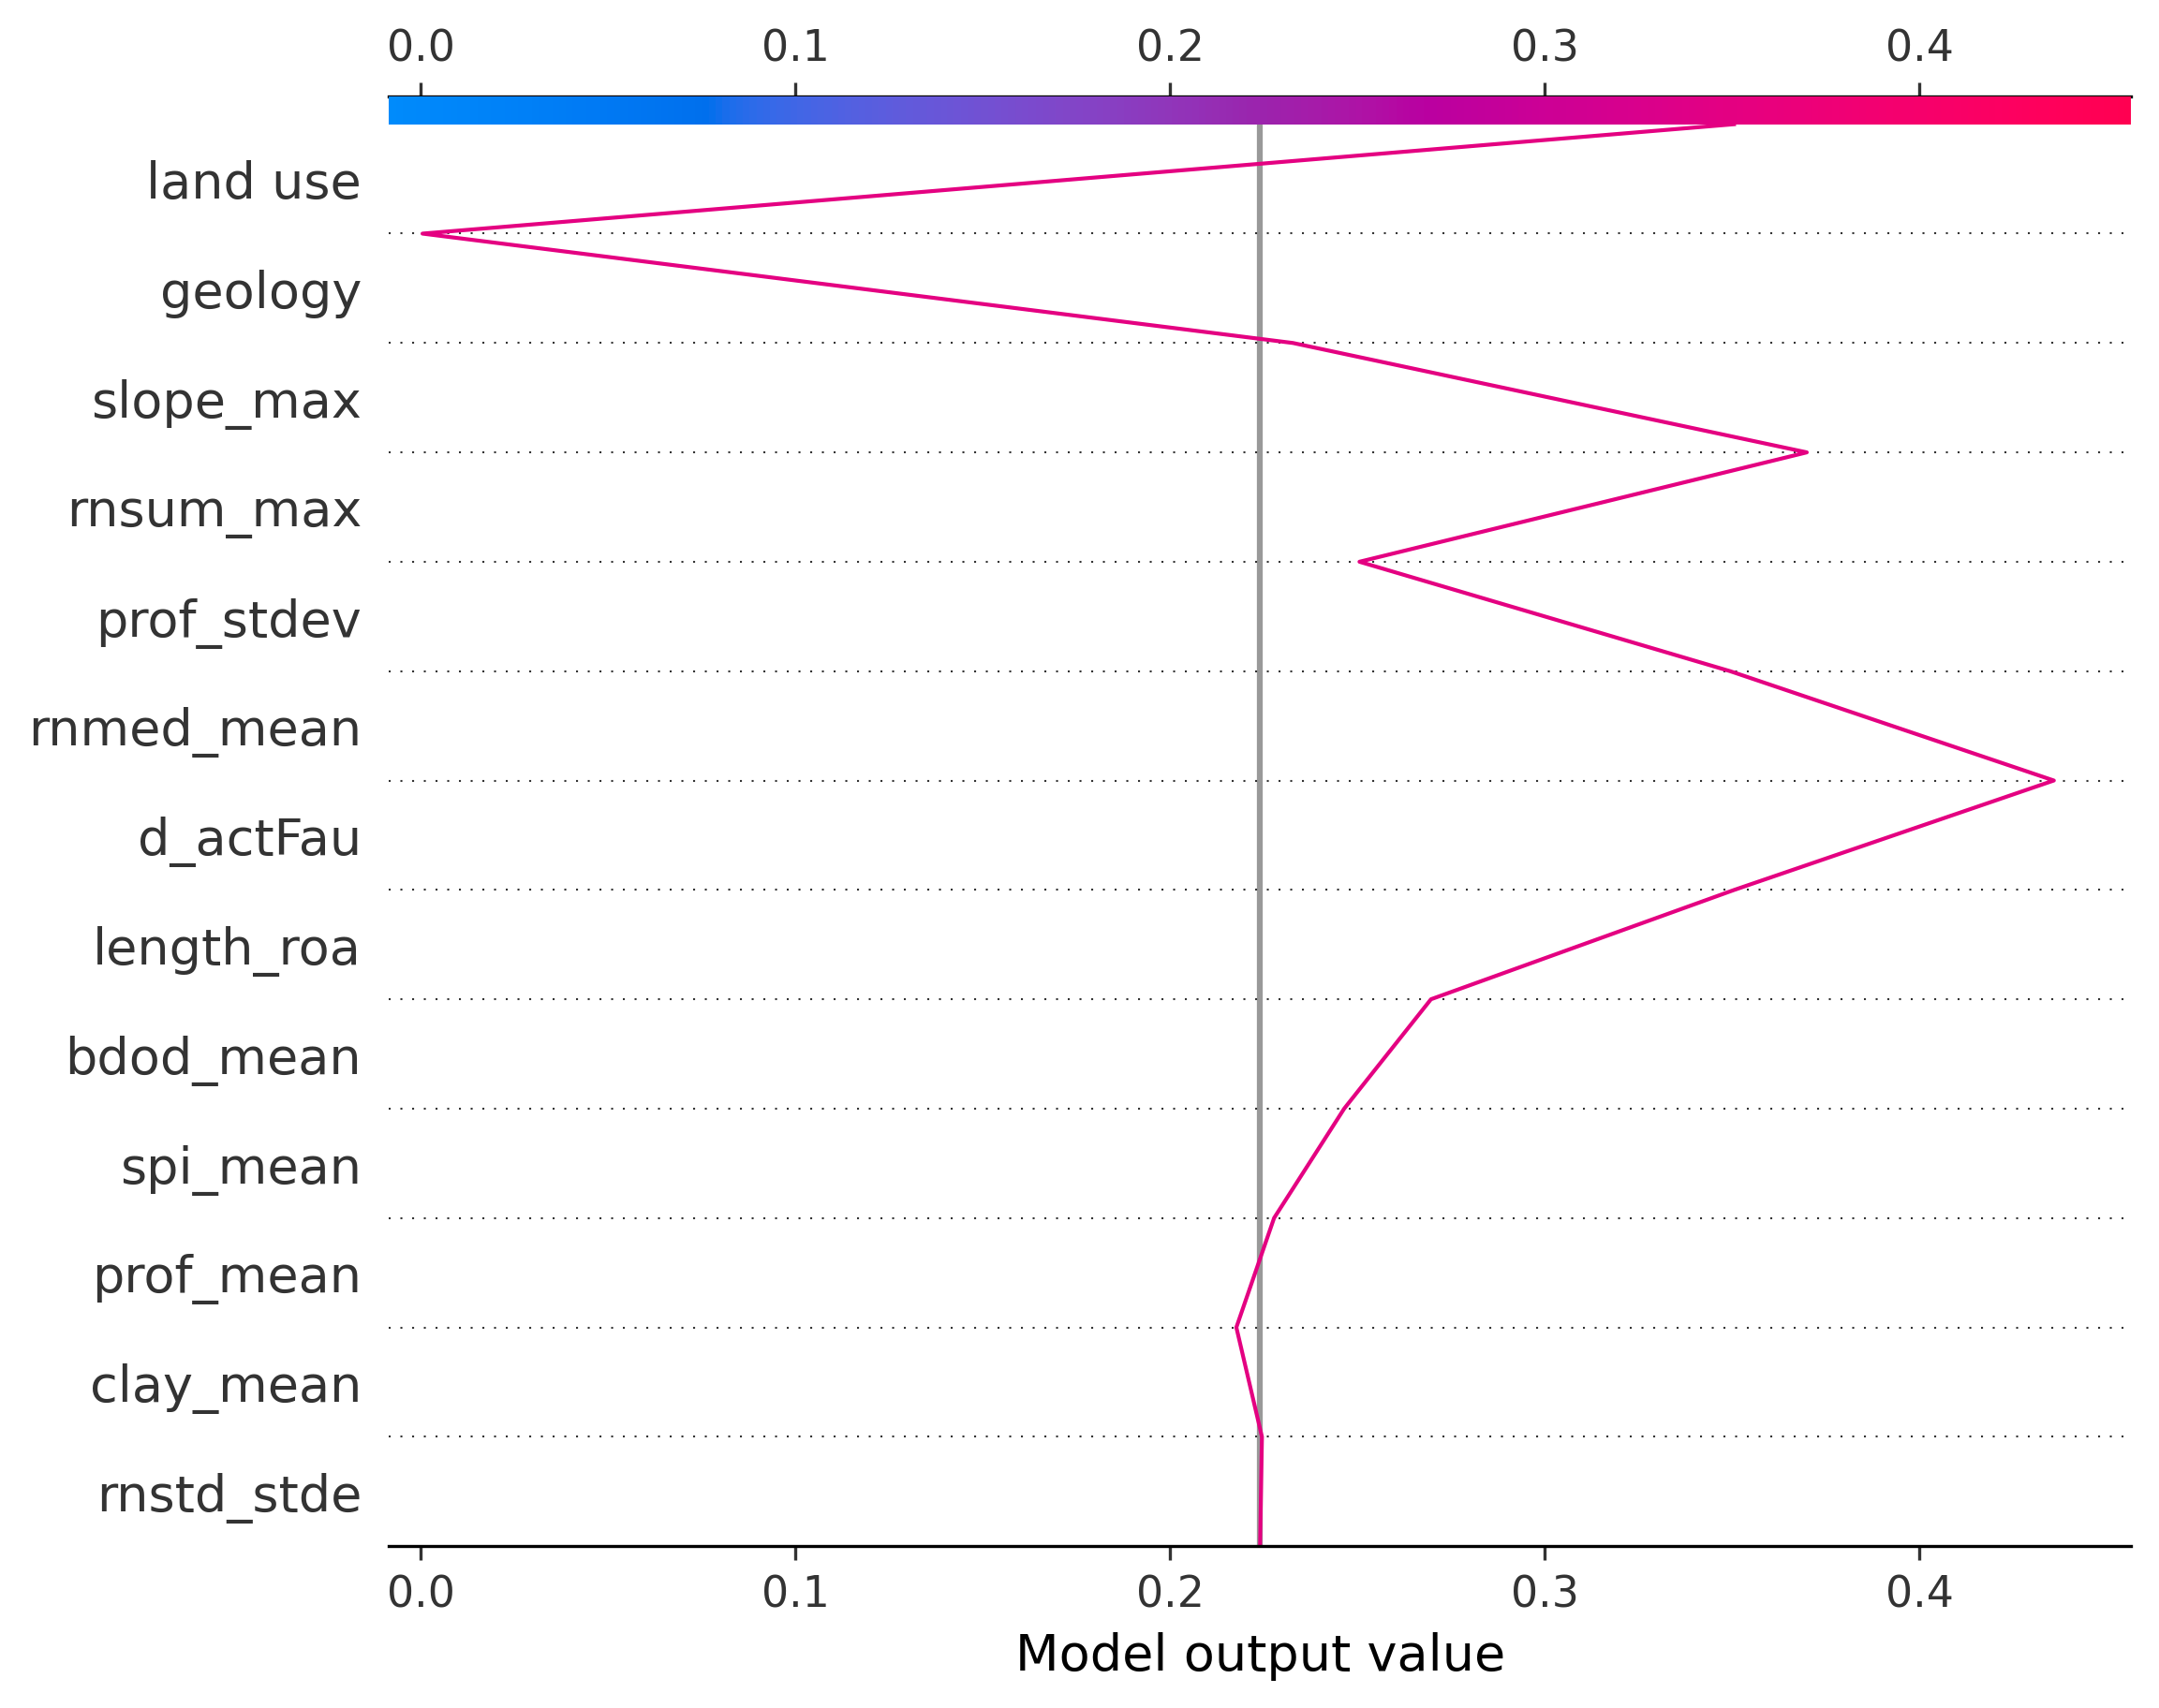 0.0 0.1 0.2 0.3 0.4
land use
geology
slope_max
rnsum_max
prof_stdev
rnmed_mean
d_actFau
length_roa
bdod_mean
spi_mean
prof_mean
clay_mean
rnstd_stde
0.0 0.1 0.2 0.3 0.4
Model output value